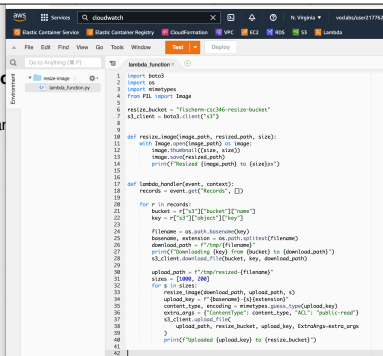 aws
Services
cloudwatch
N. Virginia
voclabs/user217762
Elastic Container Service
Elastic Container Registry
CloudFormation
VPC
EC2
RDS
S3
Lambda
File Edit Find View Go Tools Window
Test
Deploy
Go to Anything (⌘ P)
lambda_function
Environment
resize-image -
lambda_function.py
1 import boto3
2 import os
3 import mimetypes
4 from PIL import Image
5
6 resize_bucket = "fischerm-csc346-resize-bucket"
7 s3_client = boto3.client("s3")
8
9
10 def resize_image(image_path, resized_path, size):
11 with Image.open(image_path) as image:
12 image.thumbnail((size, size))
13 image.save(resized_path)
14 print(f"Resized {image_path} to {size}px")
15
16
17 def lambda_handler(event, context):
18 records = event.get("Records", [])
19
20 for r in records:
21 bucket = r["s3"]["bucket"]["name"]
22 key = r["s3"]["object"]["key"]
23
24 filename = os.path.basename(key)
25 basename, extension = os.path.splitext(filename)
26 download_path = f"/tmp/{filename}"
27 print(f"Downloading {key} from {bucket} to {download_path}")
28 s3_client.download_file(bucket, key, download_path)
29
30 upload_path = f"/tmp/resized-{filename}"
31 sizes = [1000, 200]
32 for s in sizes:
33 resize_image(download_path, upload_path, s)
34 upload_key = f"{basename}-{s}{extension}"
35 content_type, encoding = mimetypes.guess_type(upload_key)
36 extra_args = {"ContentType": content_type, "ACL": "public-read"}
37 s3_client.upload_file(
38 upload_path, resize_bucket, upload_key, ExtraArgs=extra_args
39 )
40 print(f"Uploaded {upload_key} to {resize_bucket}")
41
42